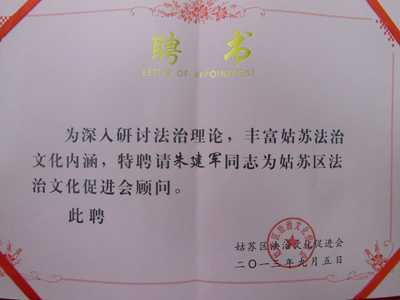 聘书
LETTER OF APPOINTMENT
为深入研讨法治理论，丰富姑苏法治
文化内涵，特聘请朱建军同志为姑苏区法
治文化促进会顾问。
此聘
姑苏区法治文化促进会
二〇一三年九月五日